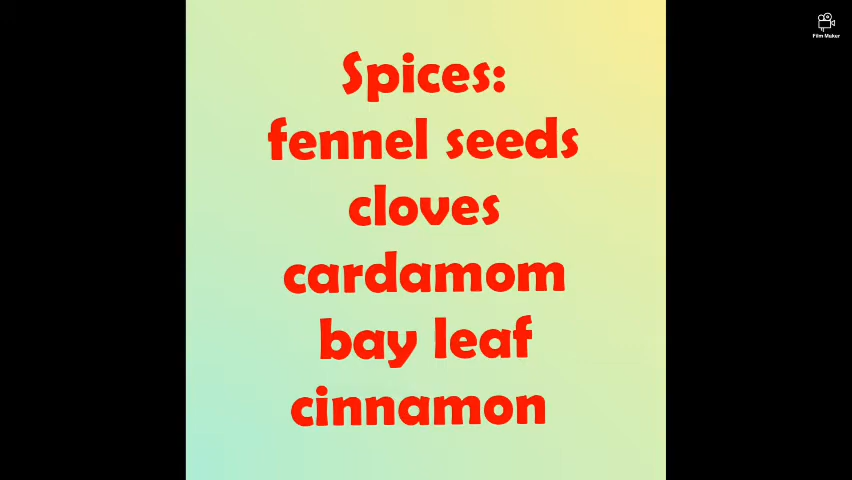 Film Maker
Spices:
fennel seeds
cloves
cardamom
bay leaf
cinnamon